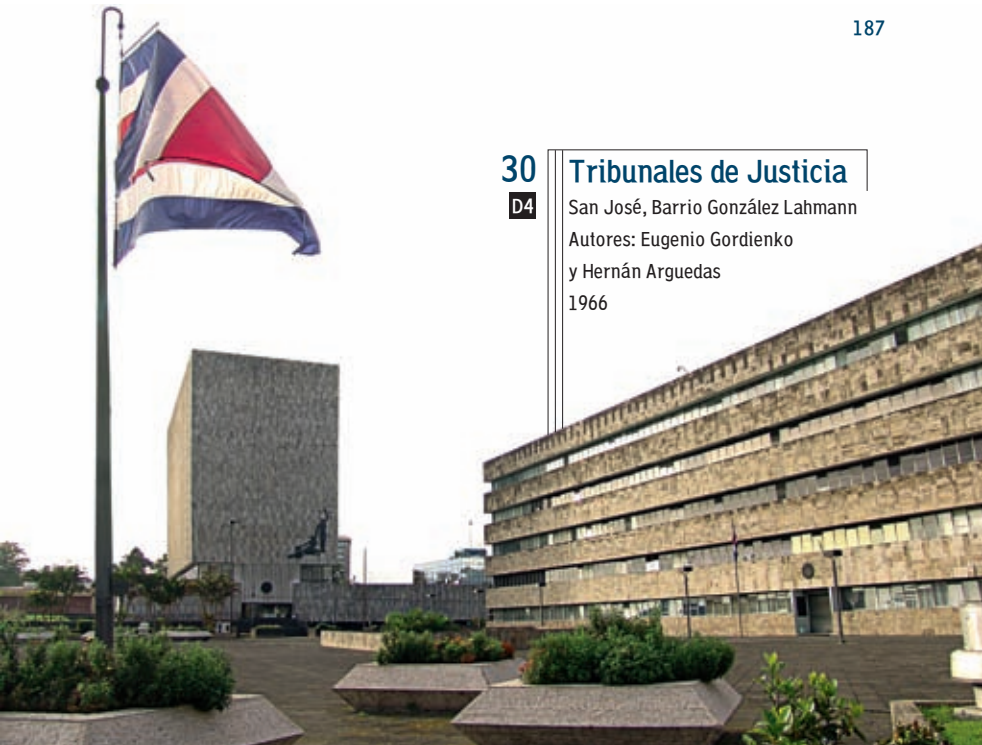 187
30
D4
Tribunales de Justicia
San José, Barrio González Lahmann
Autores: Eugenio Gordienko
y Hernán Arguedas
1966